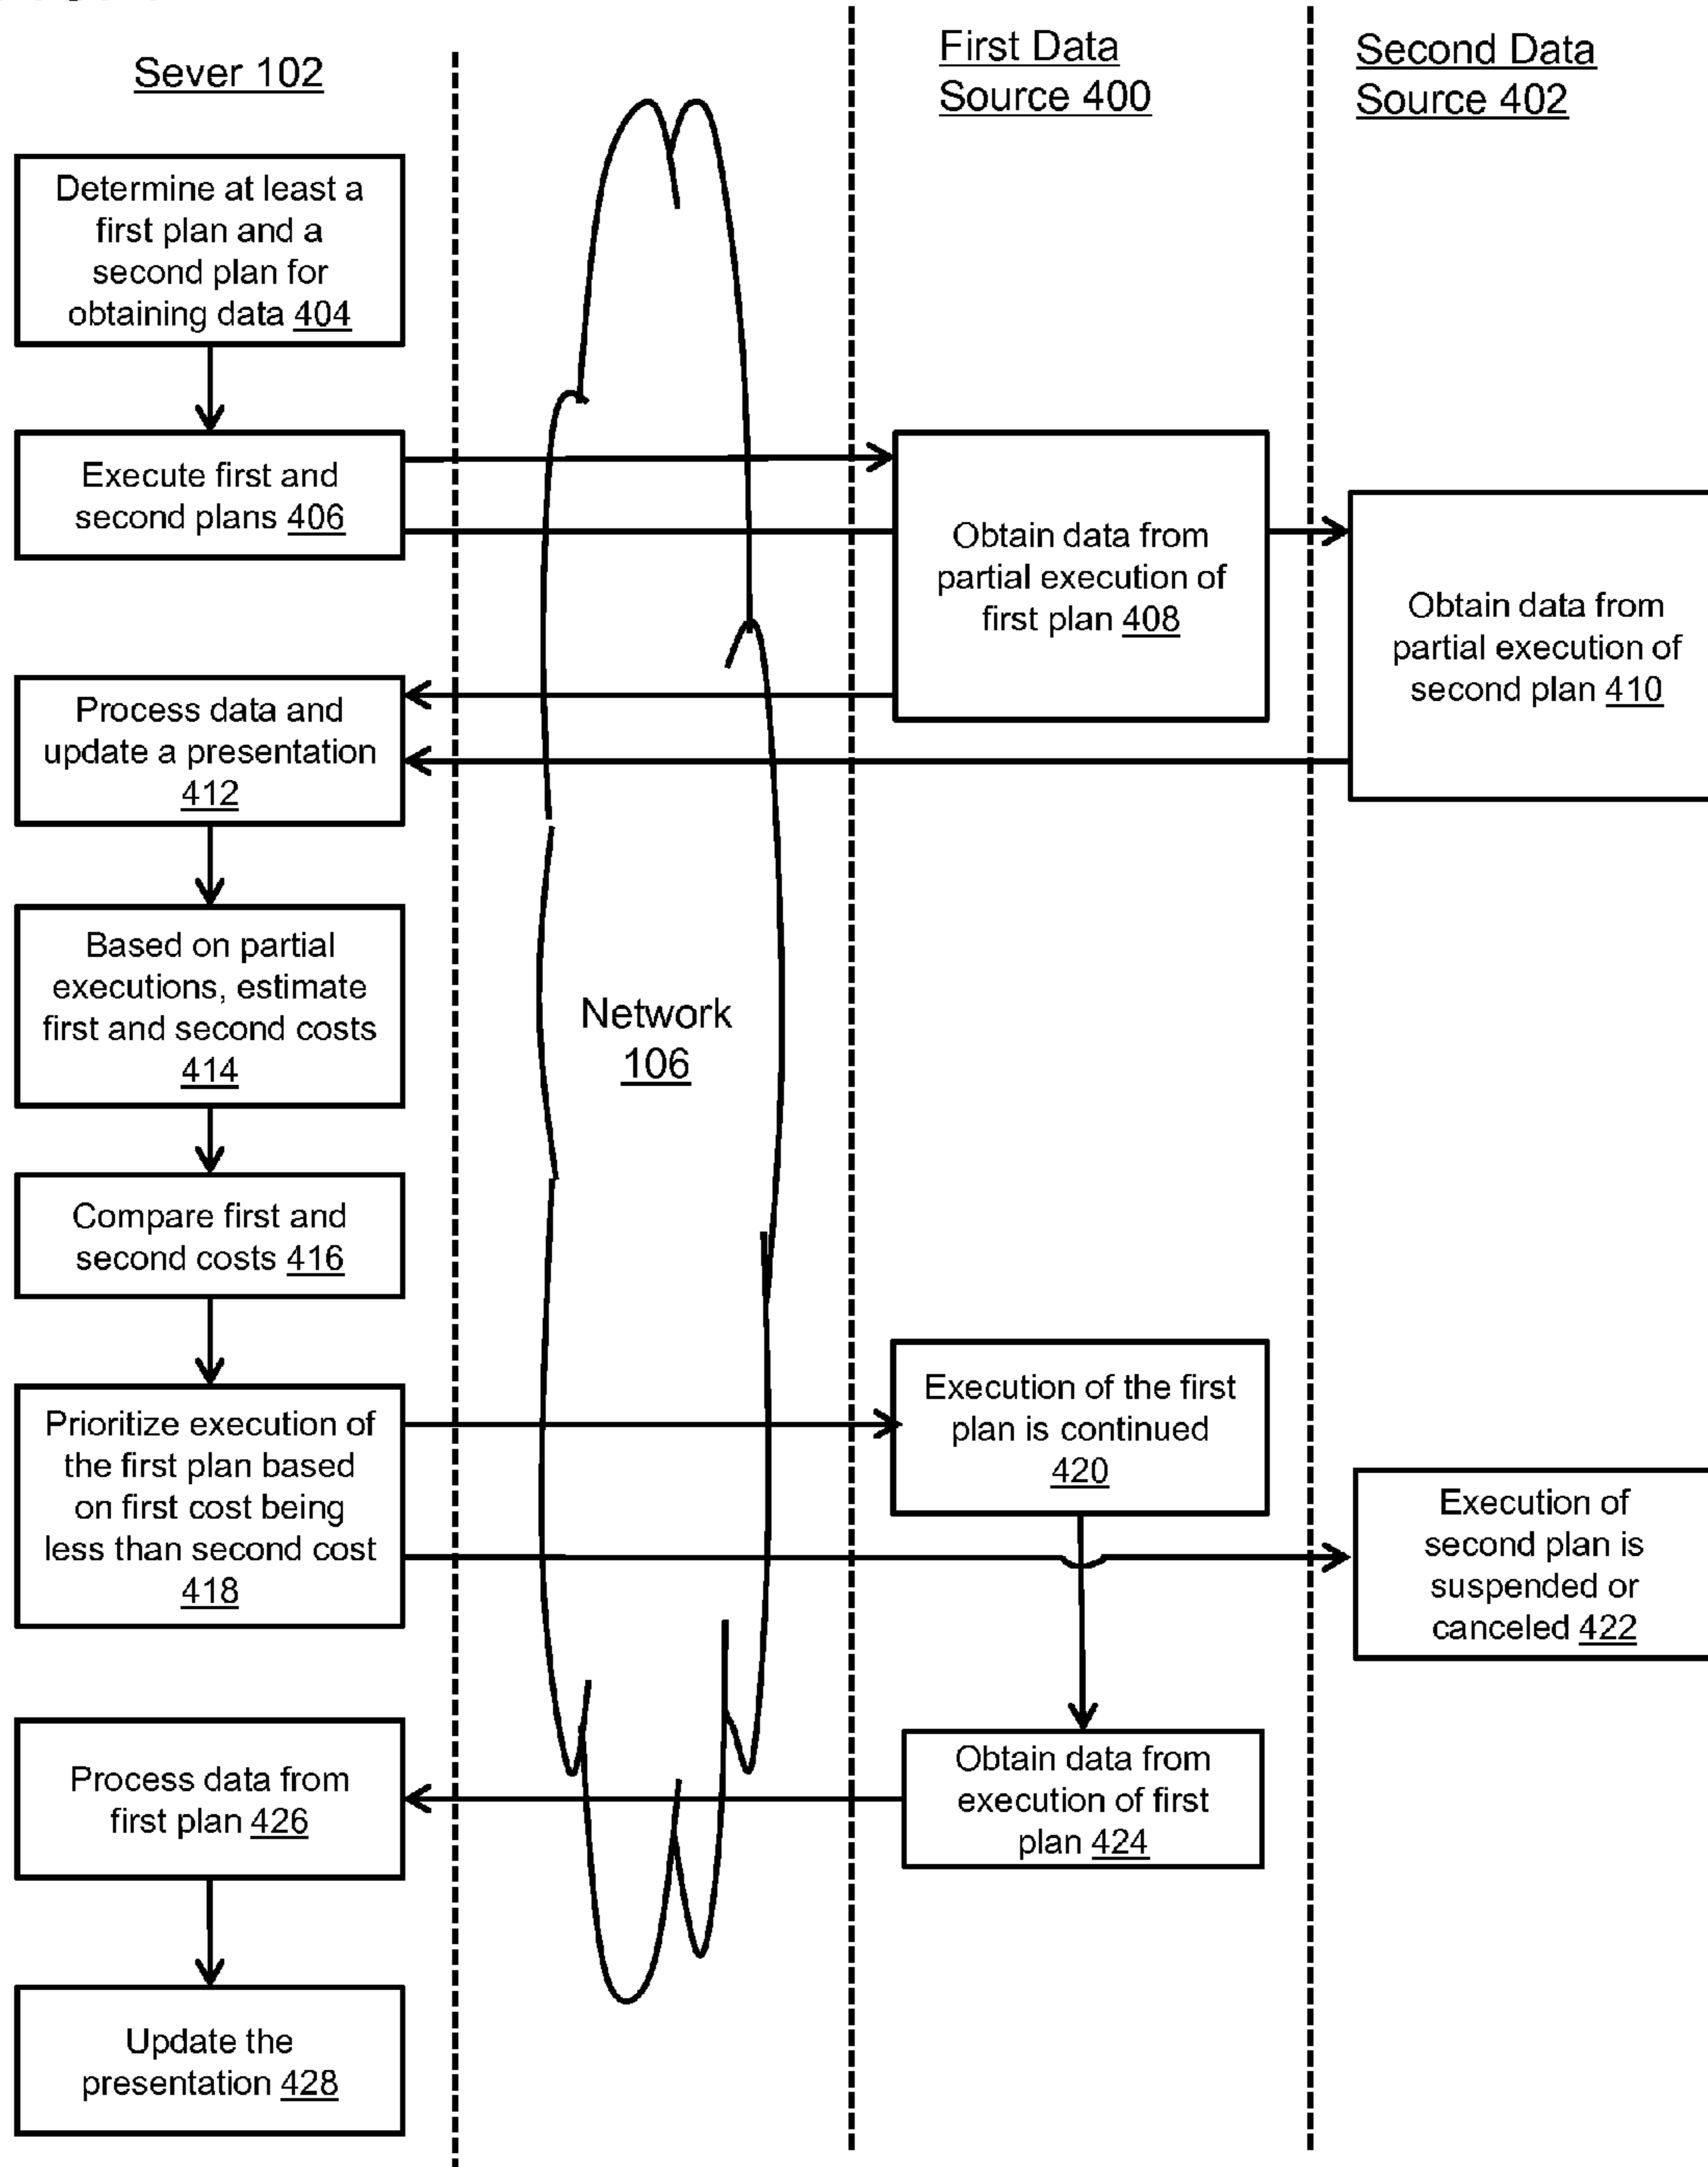 Sever 102
First Data
Source 400
Second Data
Source 402
Determine at least a
first plan and a
second plan for
obtaining data 404
Execute first and
second plans 406
Obtain data from
partial execution of
first plan 408
Obtain data from
partial execution of
second plan 410
Process data and
update a presentation
412
Based on partial
executions, estimate
first and second costs
414
Network
106
Compare first and
second costs 416
Prioritize execution of
the first plan based
on first cost being
less than second cost
418
Execution of the first
plan is continued
420
Execution of
second plan is
suspended or
canceled 422
Obtain data from
execution of first
plan 424
Process data from
first plan 426
Update the
presentation 428